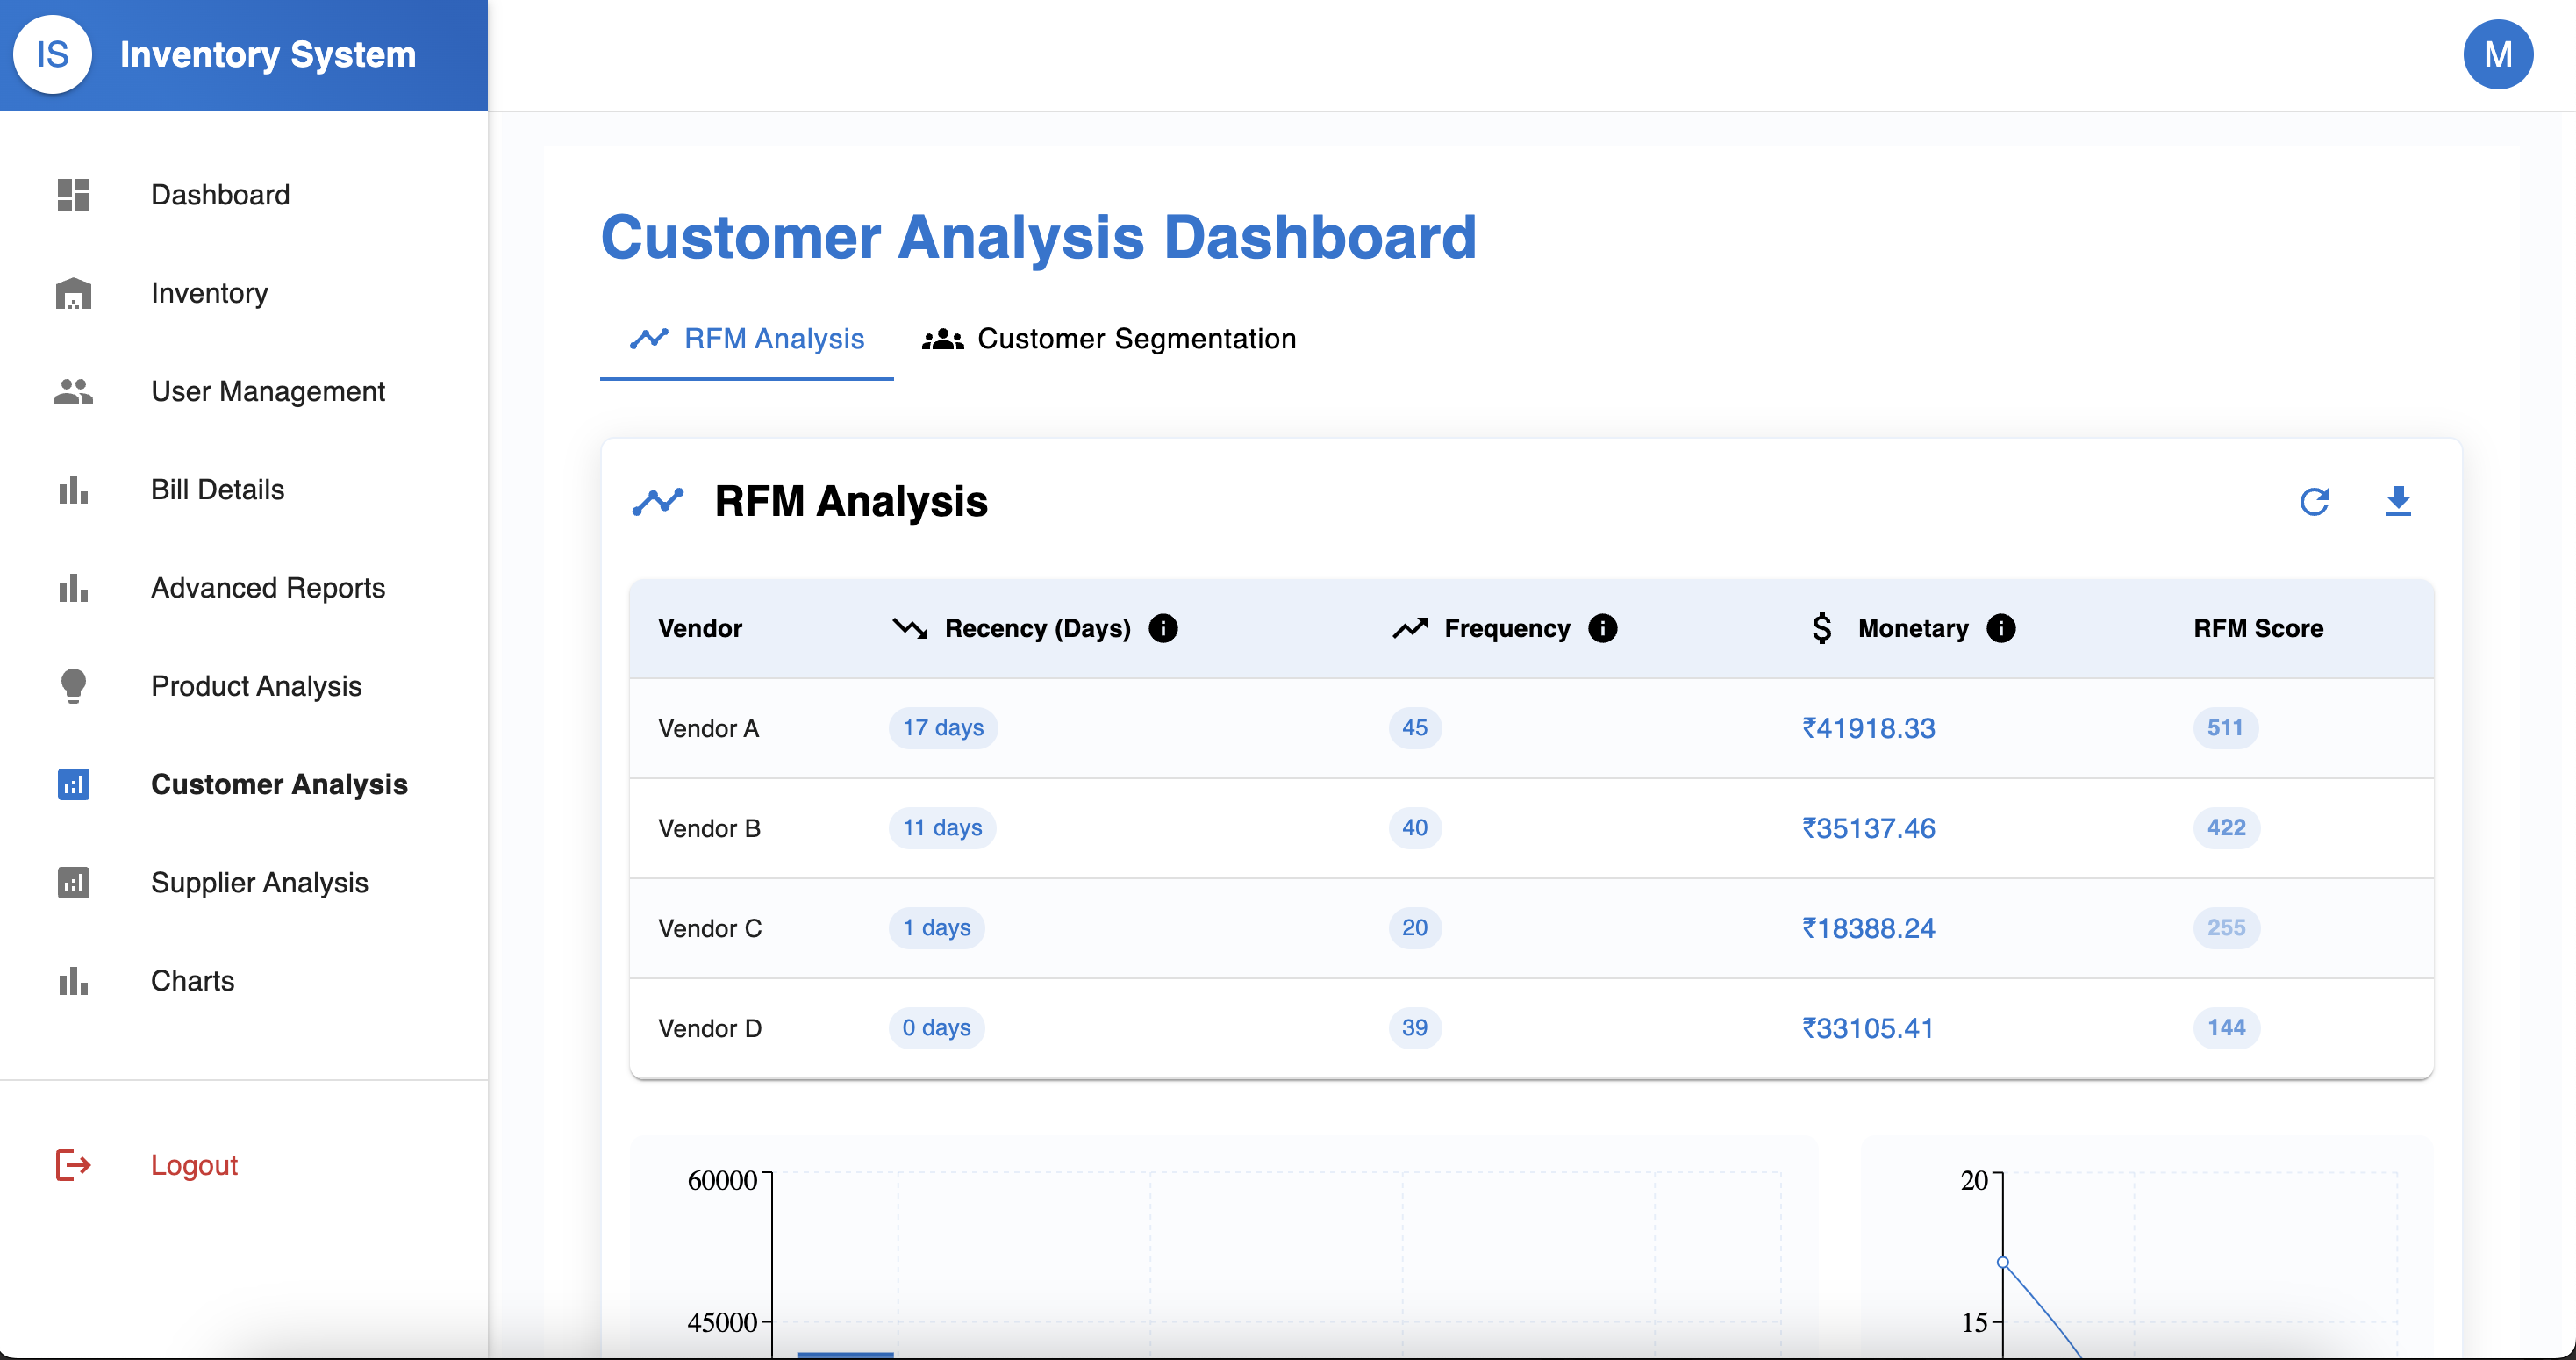 IS Inventory System
M
Dashboard
Inventory
User Management
Bill Details
Advanced Reports
Product Analysis
Customer Analysis
Supplier Analysis
Charts
Logout
Customer Analysis Dashboard
RFM Analysis Customer Segmentation
RFM Analysis
Vendor Recency (Days) Frequency $ Monetary RFM Score
Vendor A 17 days 45 ₹41918.33 511
Vendor B 11 days 40 ₹35137.46 422
Vendor C 1 days 20 ₹18388.24 255
Vendor D 0 days 39 ₹33105.41 144
60000
45000
20
15